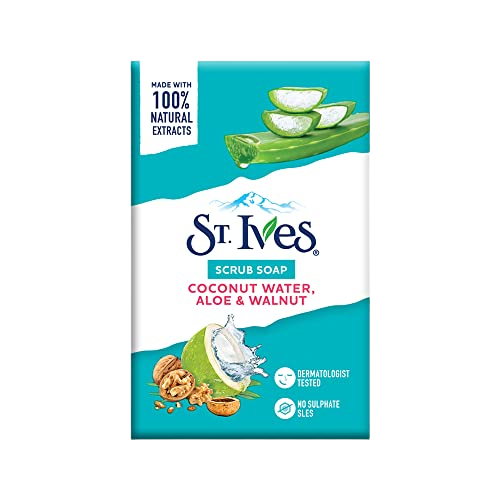 MADE WITH
100%
NATURAL
EXTRACTS
ST. IVES®
SCRUB SOAP
COCONUT WATER,
ALOE & WALNUT
DERMATOLOGIST
TESTED
NO SULPHATE
SLES